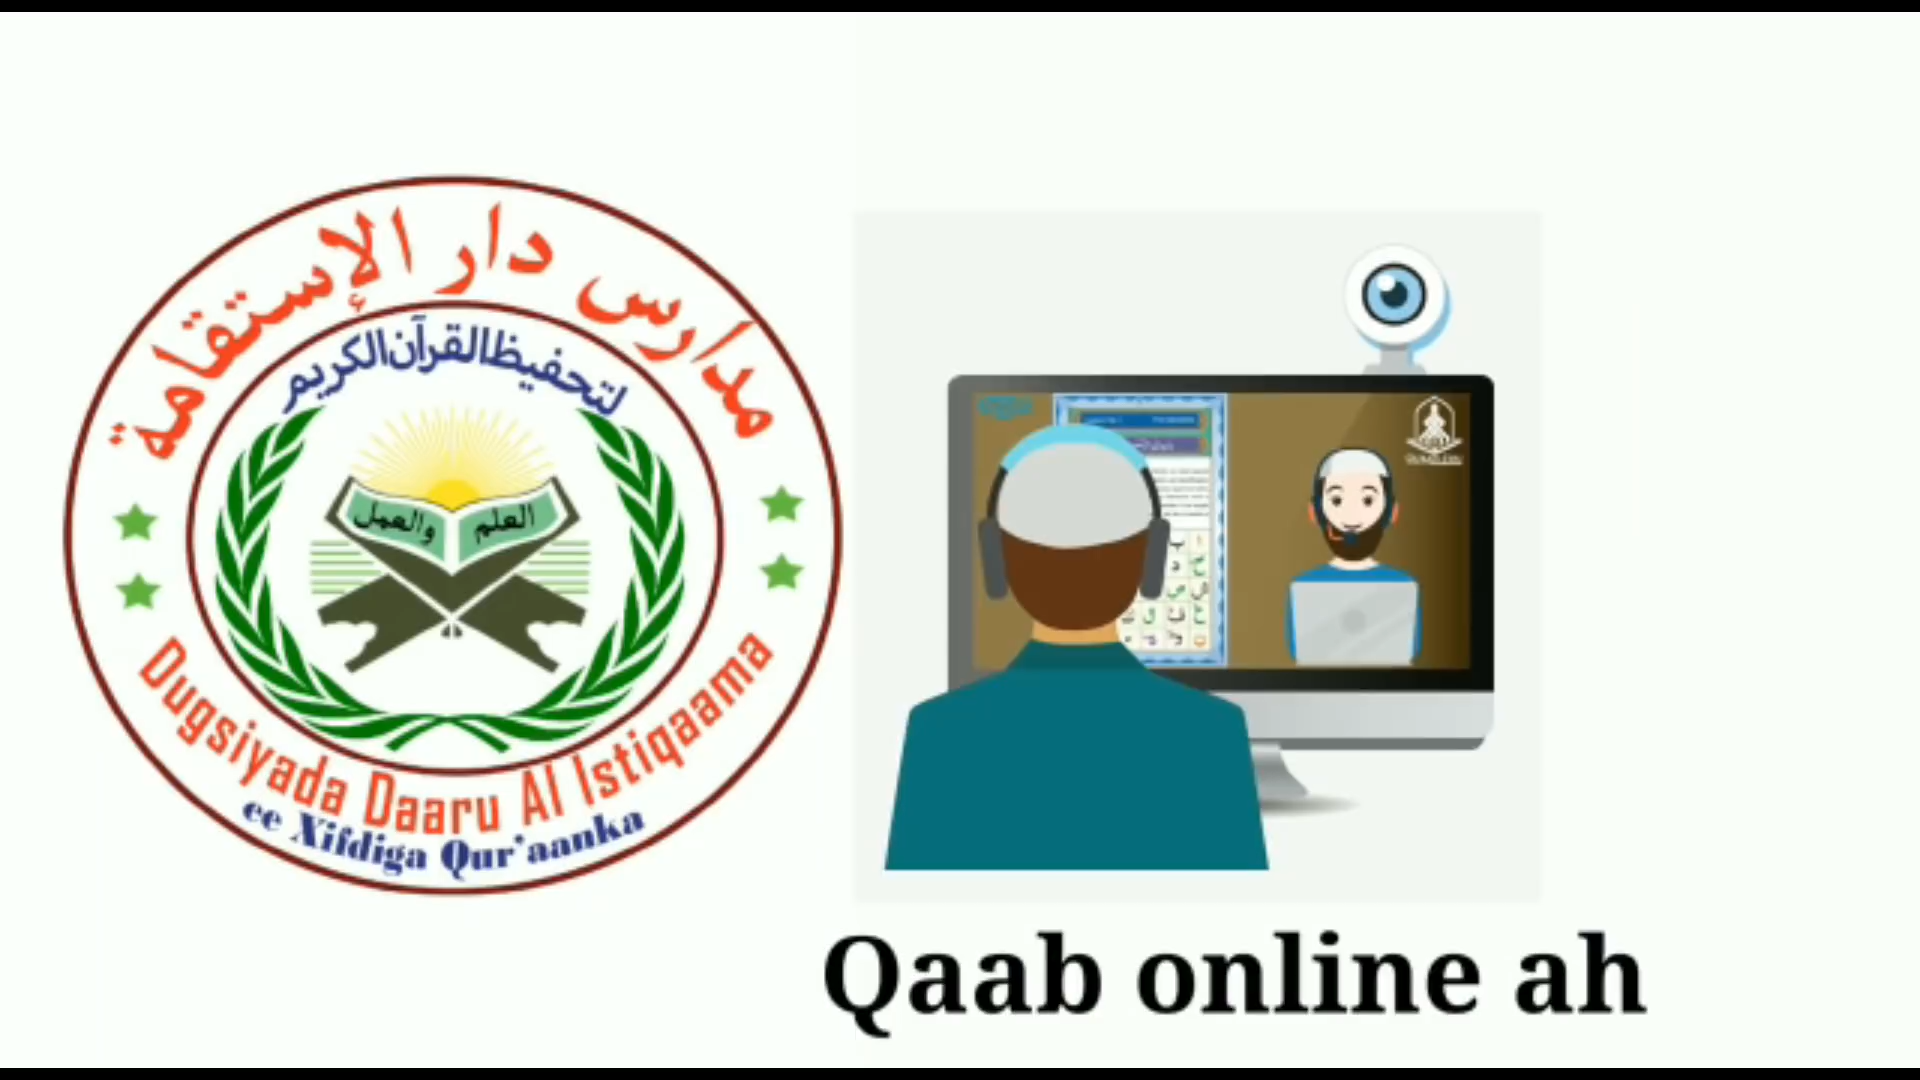 مدارس دار الإستقامة
لتحفيظ القرآن الكريم
العلم والعمل
Dugsiyada Daaru Al Istiqaama
ee Xifdiga Qur'aanka
Qaab online ah